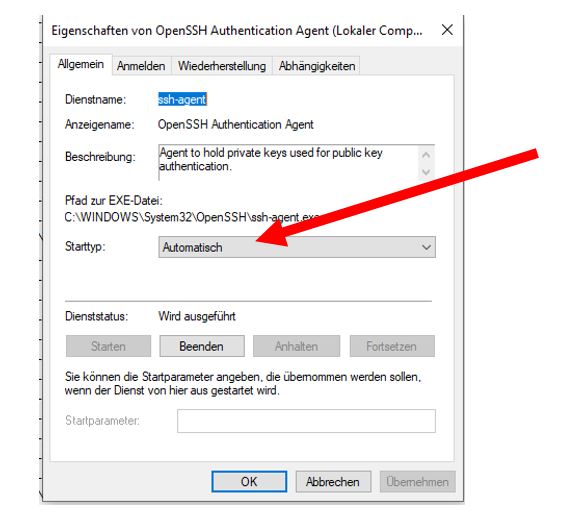 Eigenschaften von OpenSSH Authentication Agent (Lokaler Comp...
Allgemein Anmelden Wiederherstellung Abhängigkeiten
Dienstname: ssh-agent
Anzeigename: OpenSSH Authentication Agent
Beschreibung: Agent to hold private keys used for public key
authentication.
Pfad zur EXE-Datei:
C:\WINDOWS\System32\OpenSSH\ssh-agent.exe
Starttyp: Automatisch
Dienststatus: Wird ausgeführt
Starten Beenden Anhalten Fortsetzen
Sie können die Startparameter angeben, die übernommen werden sollen,
wenn der Dienst von hier aus gestartet wird.
Startparameter:
OK Abbrechen Übernehmen